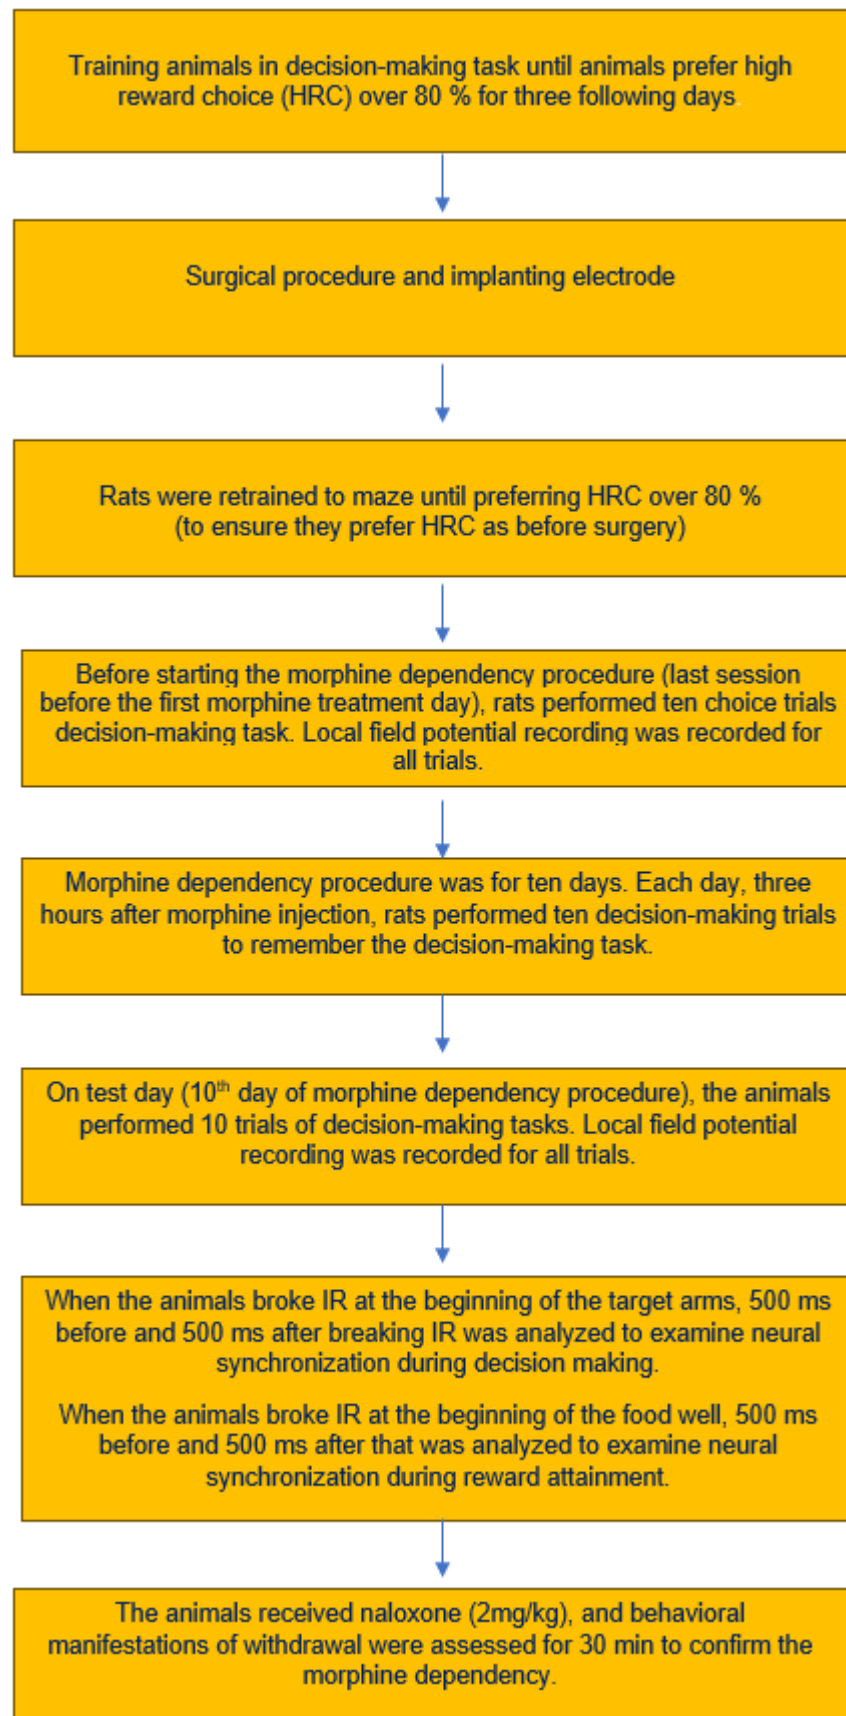 Training animals in decision-making task until animals prefer high
reward choice (HRC) over 80 % for three following days.
Surgical procedure and implanting electrode
Rats were retrained to maze until preferring HRC over 80 %
(to ensure they prefer HRC as before surgery)
Before starting the morphine dependency procedure (last session
before the first morphine treatment day), rats performed ten choice trials
decision-making task. Local field potential recording was recorded for
all trials.
Morphine dependency procedure was for ten days. Each day, three
hours after morphine injection, rats performed ten decision-making trials
to remember the decision-making task.
On test day (10th day of morphine dependency procedure), the animals
performed 10 trials of decision-making tasks. Local field potential
recording was recorded for all trials.
When the animals broke IR at the beginning of the target arms, 500 ms
before and 500 ms after breaking IR was analyzed to examine neural
synchronization during decision making.
When the animals broke IR at the beginning of the food well, 500 ms
before and 500 ms after that was analyzed to examine neural
synchronization during reward attainment.
The animals received naloxone (2mg/kg), and behavioral
manifestations of withdrawal were assessed for 30 min to confirm the
morphine dependency.